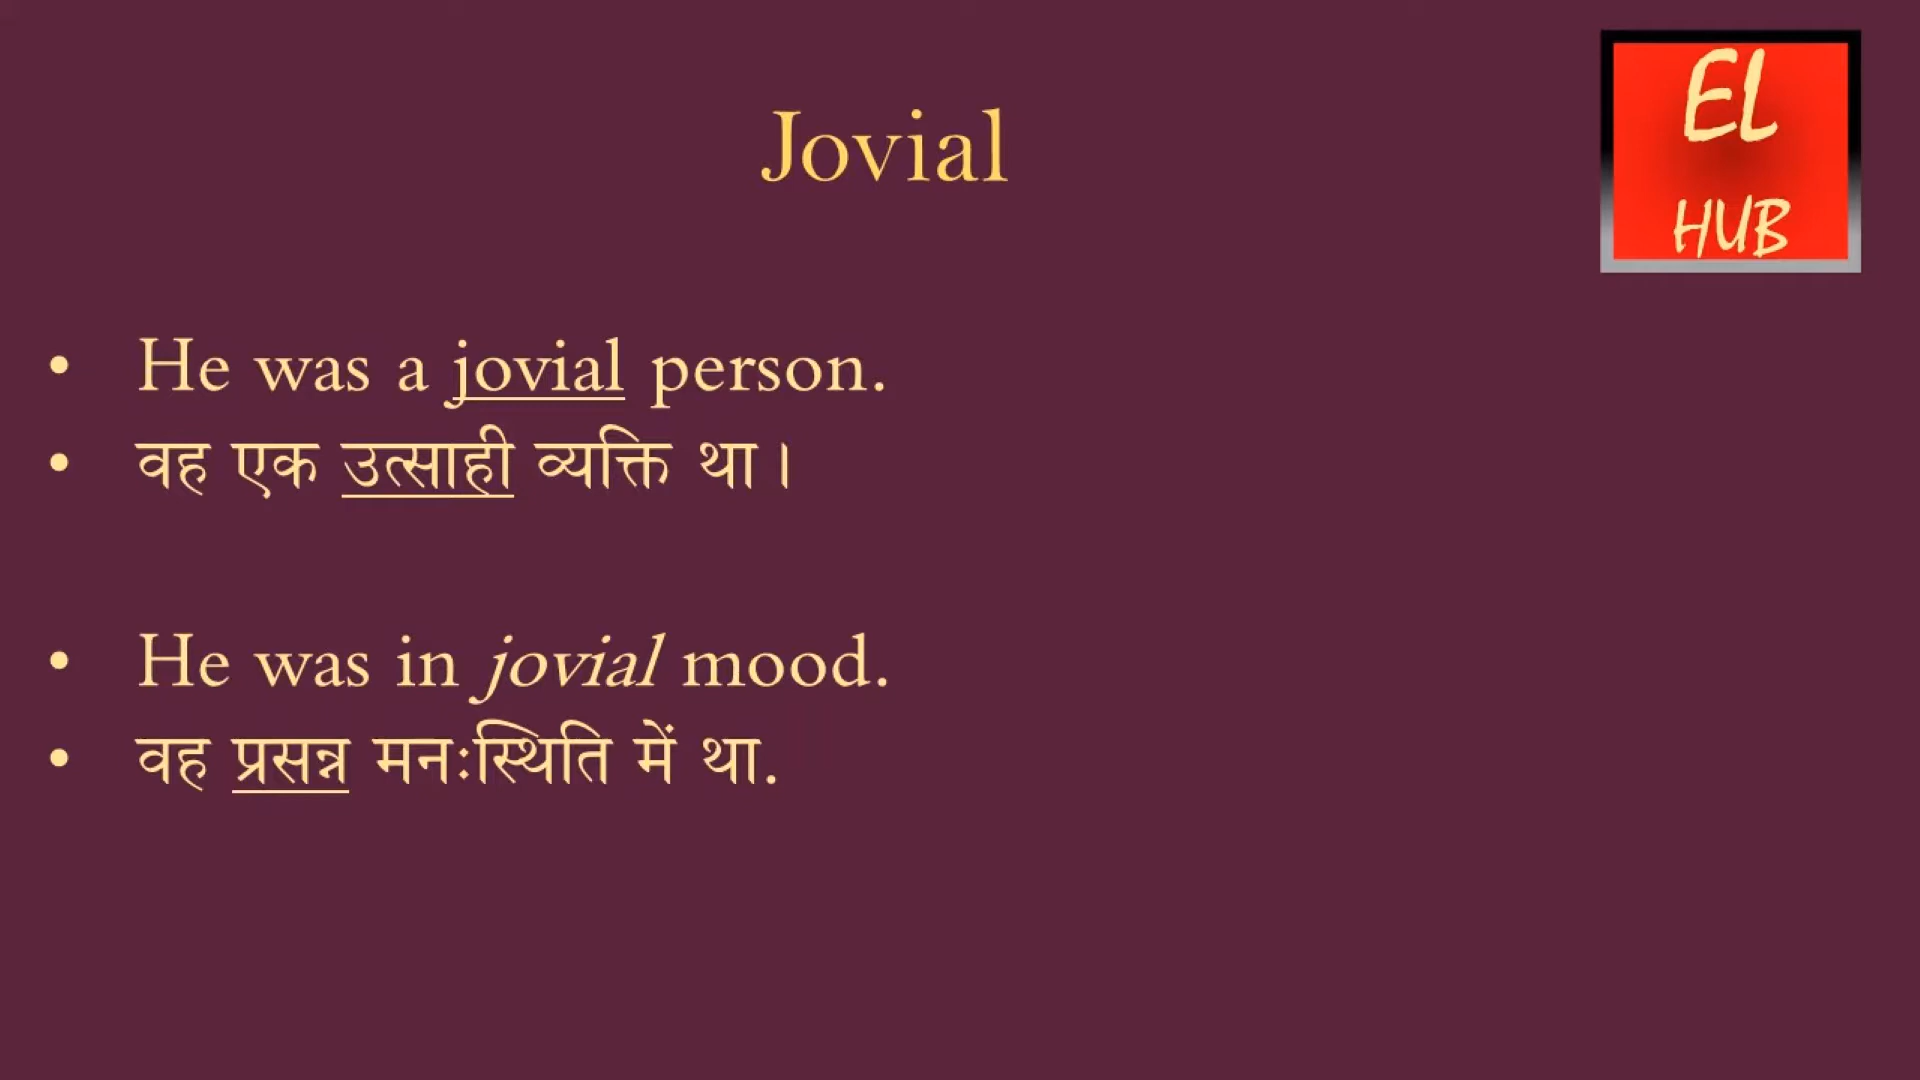 Jovial
EL
HUB
• He was a jovial person.
• वह एक उत्साही व्यक्ति था।
• He was in jovial mood.
• वह प्रसन्न मनःस्थिति में था.